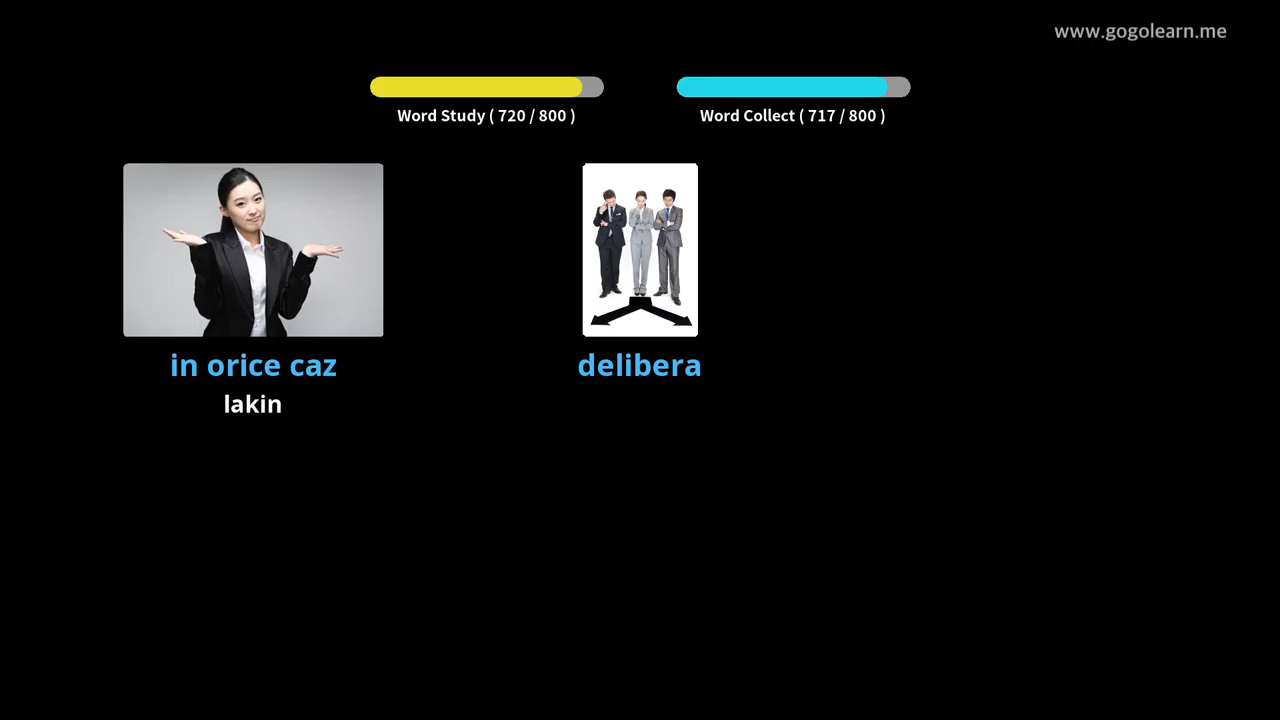 www.gogolearn.me
Word Study ( 720 / 800 )
Word Collect ( 717 / 800 )
in orice caz
delibera
lakin